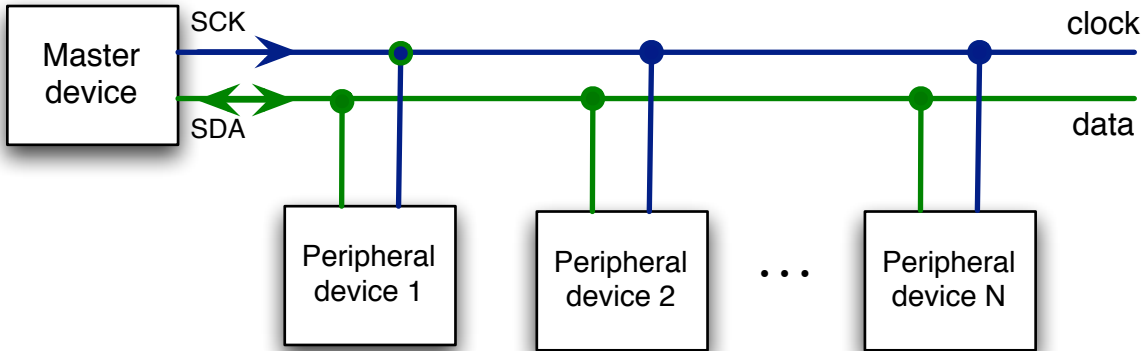 SCK
clock
Master
device
SDA
data
Peripheral
device 1
Peripheral
device 2
...
Peripheral
device N